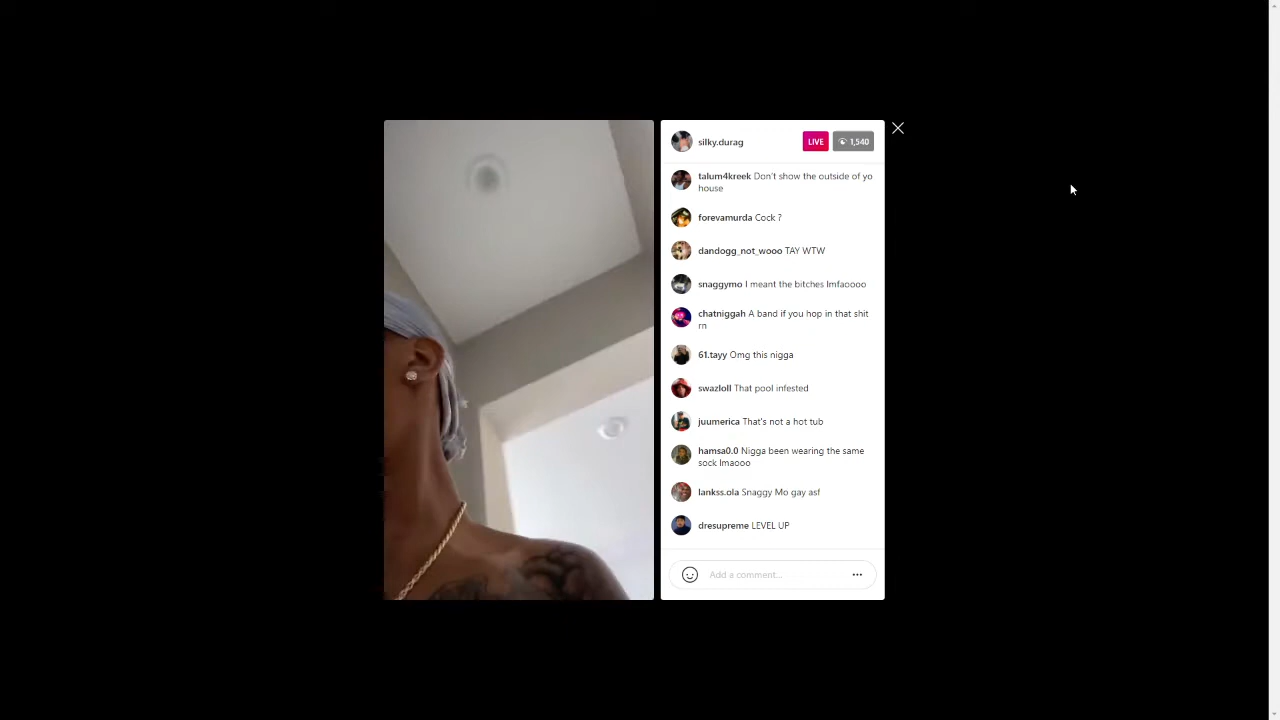 silky.durag LIVE 1,540
talum4kreek Don't show the outside of yo
house
forevamurda Cock ?
dandogg_not_wooo TAY WTW
snaggymo I meant the bitches lmfaoooo
chatniggah A band if you hop in that shit
rn
61.tayy Omg this nigga
swazloll That pool infested
juumerica That's not a hot tub
hamsa0.0 Nigga been wearing the same
sock lmaooo
lankss.ola Snaggy Mo gay asf
dresupreme LEVEL UP
Add a comment...